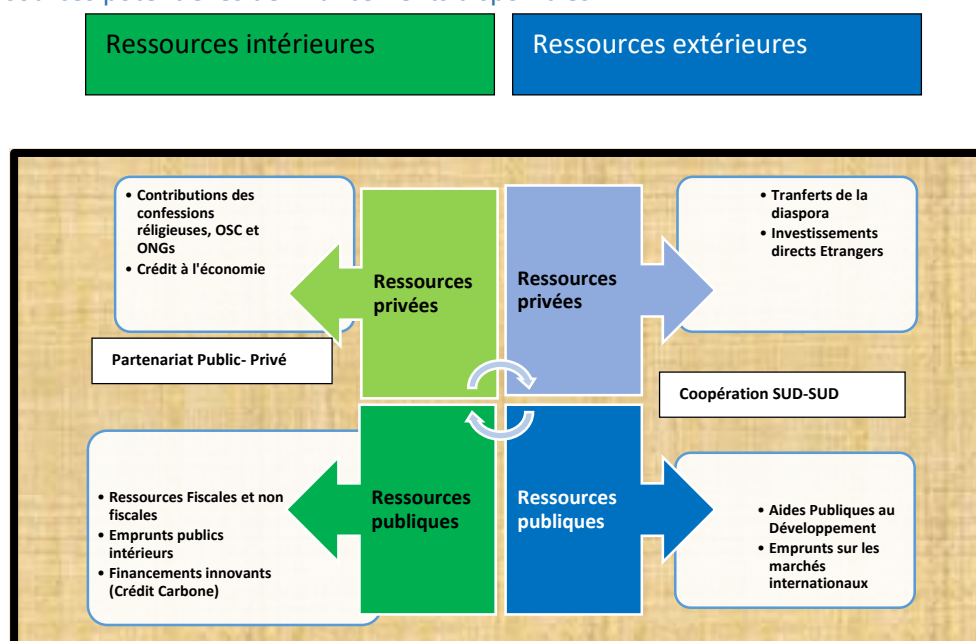 Ressources intérieures
Ressources extérieures
• Contributions des
confessions
réligieuses, OSC et
ONGs
• Crédit à l'économie
Ressources
privées
Ressources
privées
• Tranferts de la
diaspora
• Investissements
directs Etrangers
Partenariat Public- Privé
Coopération SUD-SUD
• Ressources Fiscales et non
fiscales
• Emprunts publics
intérieurs
• Financements innovants
(Crédit Carbone)
Ressources
publiques
Ressources
publiques
• Aides Publiques au
Développement
• Emprunts sur les
marchés
internationaux